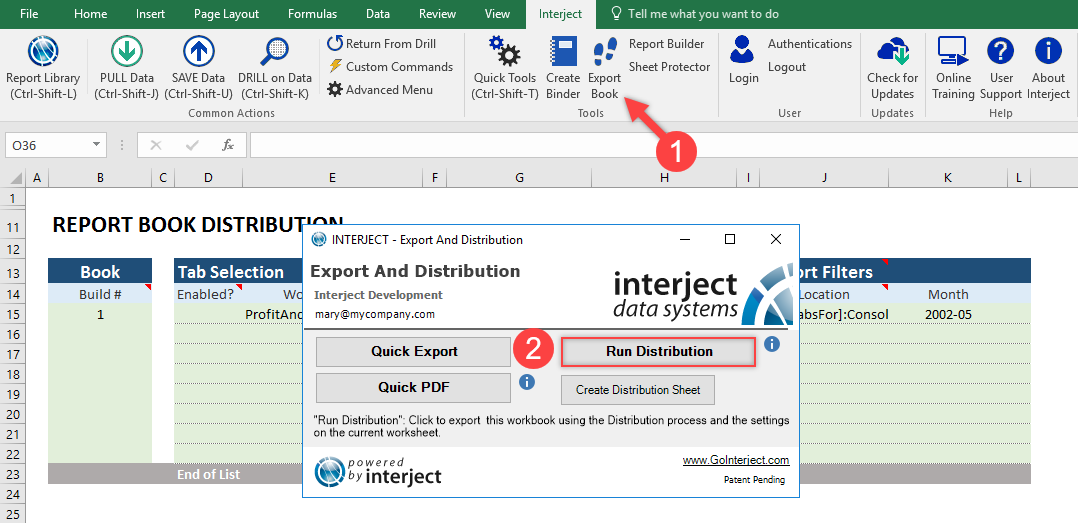 File Home Insert Page Layout Formulas Data Review View Interject Tell me what you want to do
Report Library
(Ctrl-Shift-L)
PULL Data
(Ctrl-Shift-J)
SAVE Data
(Ctrl-Shift-U)
DRILL on Data
(Ctrl-Shift-K)
Return From Drill
Custom Commands
Advanced Menu
Common Actions
Quick Tools
(Ctrl-Shift-T)
Create
Binder
Export
Book
Report Builder
Sheet Protector
Tools
Login
Authentications
Logout
User
Check for
Updates
Updates
Online
Training
User
Support
About
Interject
Help
1
O36 fx
A B C D E F G H I J K L
1
11 REPORT BOOK DISTRIBUTION
12
13 Book Tab Selection ort Filters
14 Build # Enabled? Wo Location Month
15 1 ProfitAnd absFor]:Consol 2002-05
16
17
18
19
20
21
22
23 End of List
24
25
INTERJECT - Export And Distribution
Export And Distribution
Interject Development
mary@mycompany.com
interject
data systems
Quick Export
2
Run Distribution
Quick PDF
Create Distribution Sheet
"Run Distribution": Click to export this workbook using the Distribution process and the settings
on the current worksheet.
powered
by interject
www.GoInterject.com
Patent Pending